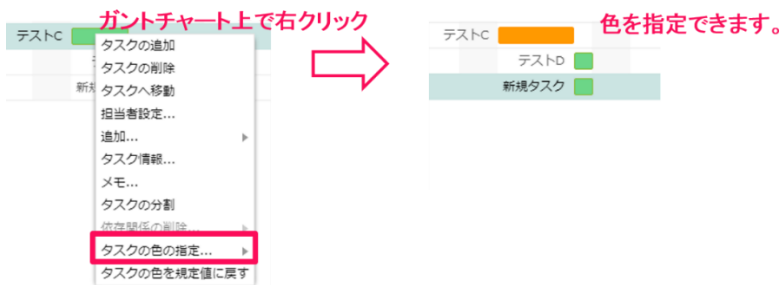 ガントチャート上で右クリック
テストC
タスクの追加
タスクの削除
新規
タスクへ移動
担当者設定...
追加...
タスク情報...
メモ...
タスクの分割
依存関係の削除...
タスクの色の指定...
タスクの色を規定値に戻す
色を指定できます。
テストC
テストD
新規タスク